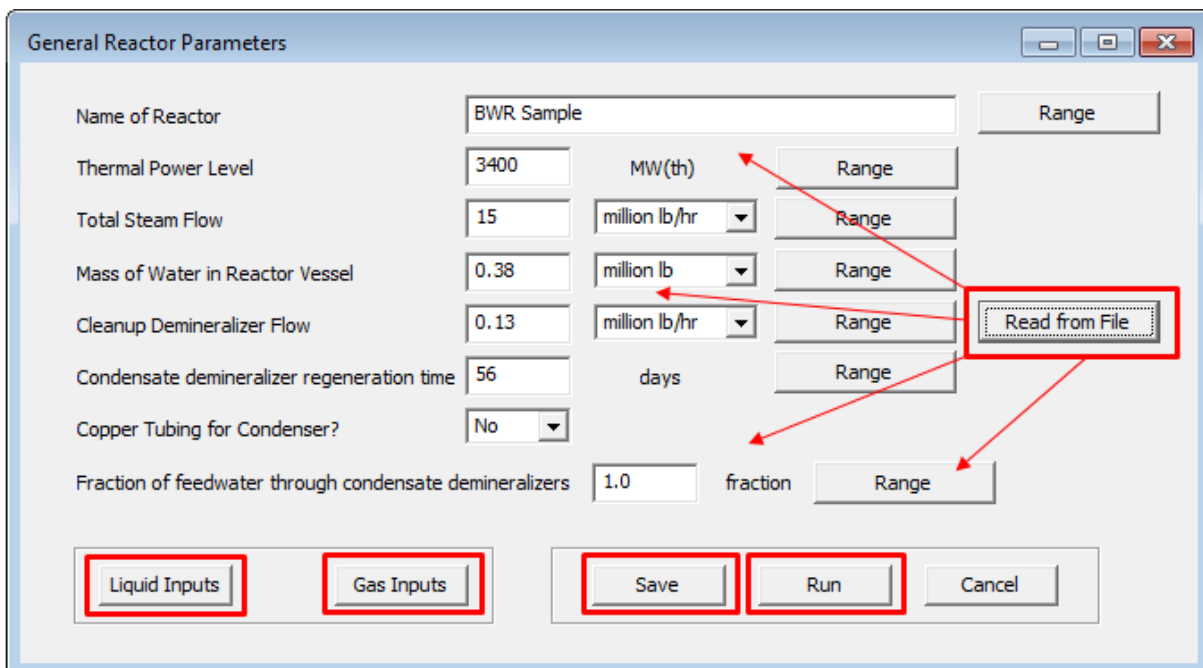 General Reactor Parameters
Name of Reactor BWR Sample Range
Thermal Power Level 3400 MW(th) Range
Total Steam Flow 15 million lb/hr Range
Mass of Water in Reactor Vessel 0.38 million lb Range
Cleanup Demineralizer Flow 0.13 million lb/hr Range Read from File
Condensate demineralizer regeneration time 56 days Range
Copper Tubing for Condenser? No
Fraction of feedwater through condensate demineralizers 1.0 fraction Range
Liquid Inputs Gas Inputs Save Run Cancel